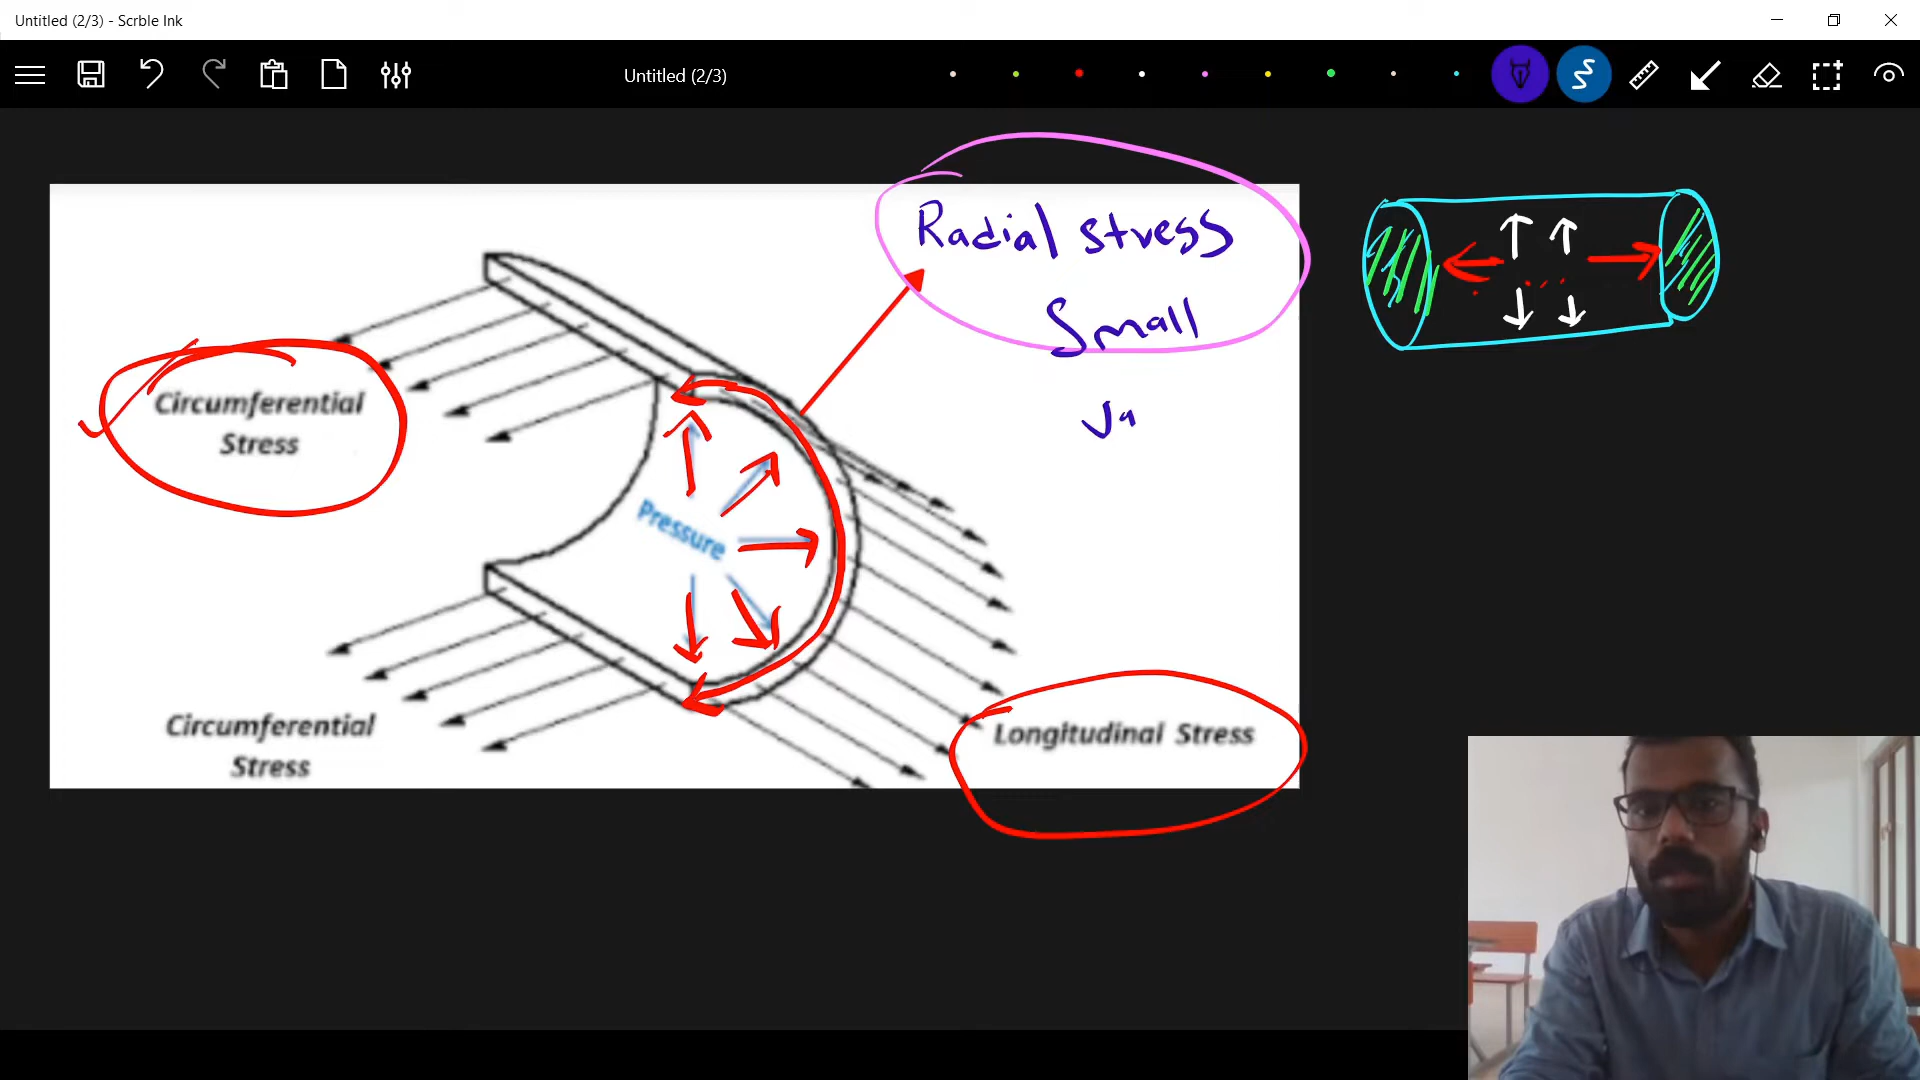 Untitled (2/3) - Scrble Ink
Untitled (2/3)
Radial stress
Small
Circumferential
Stress
Pressure
Circumferential
Stress
Longitudinal Stress